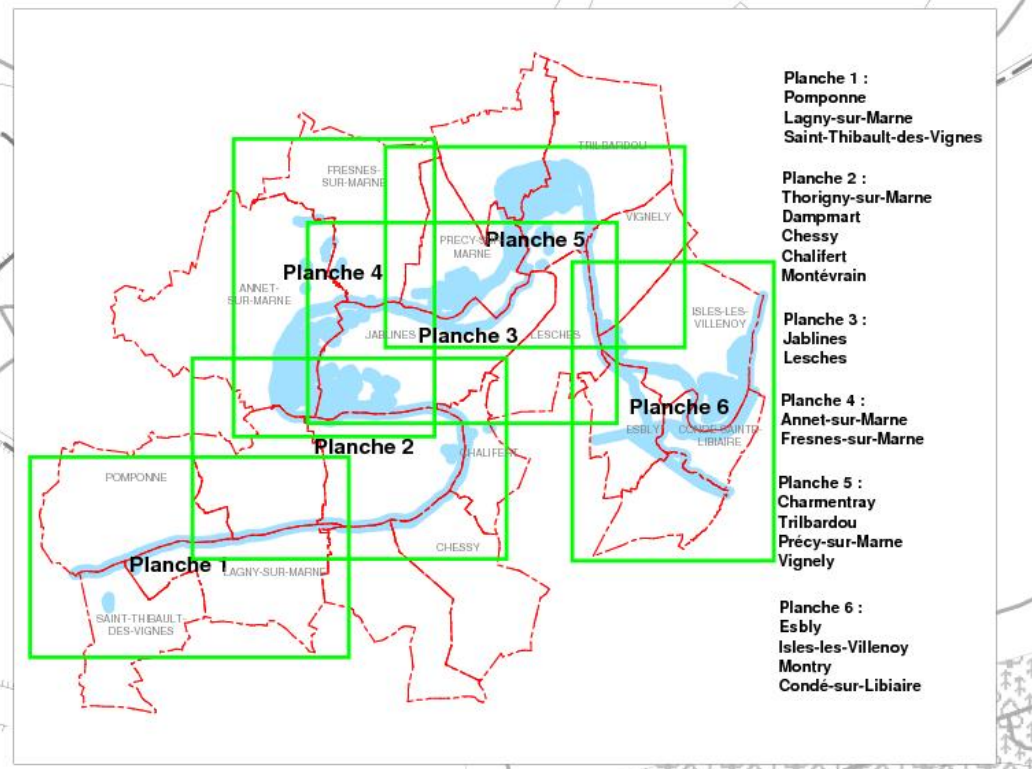 Planche 1 :
Pomponne
Lagny-sur-Marne
Saint-Thibault-des-Vignes
Planche 2 :
Thorigny-sur-Marne
Dampmart
Chessy
Chalifert
Montévrain
Planche 3 :
Jablines
Lesches
Planche 4 :
Annet-sur-Marne
Fresnes-sur-Marne
Planche 5 :
Charmentray
Trilbardou
Précy-sur-Marne
Vignely
Planche 6 :
Esbly
Isles-les-Villenoy
Montry
Condé-sur-Libiaire
TRILBARDOU
FRESNES-
SUR-MARNE
VIGNELY
PRECY-SUR-
MARNE
Planche 5
Planche 4
ANNET-
SUR-MARNE
ISLES-LES-
VILLENOY
JABLINES
Planche 3
LESCHES
Planche 6
ESBLY
CONDE-SAINTE-
LIBIAIRE
Planche 2
CHALIFERT
POMPONNE
CHESSY
Planche 1
LAGNY-SUR-MARNE
SAINT-THIBAULT-
DES-VIGNES